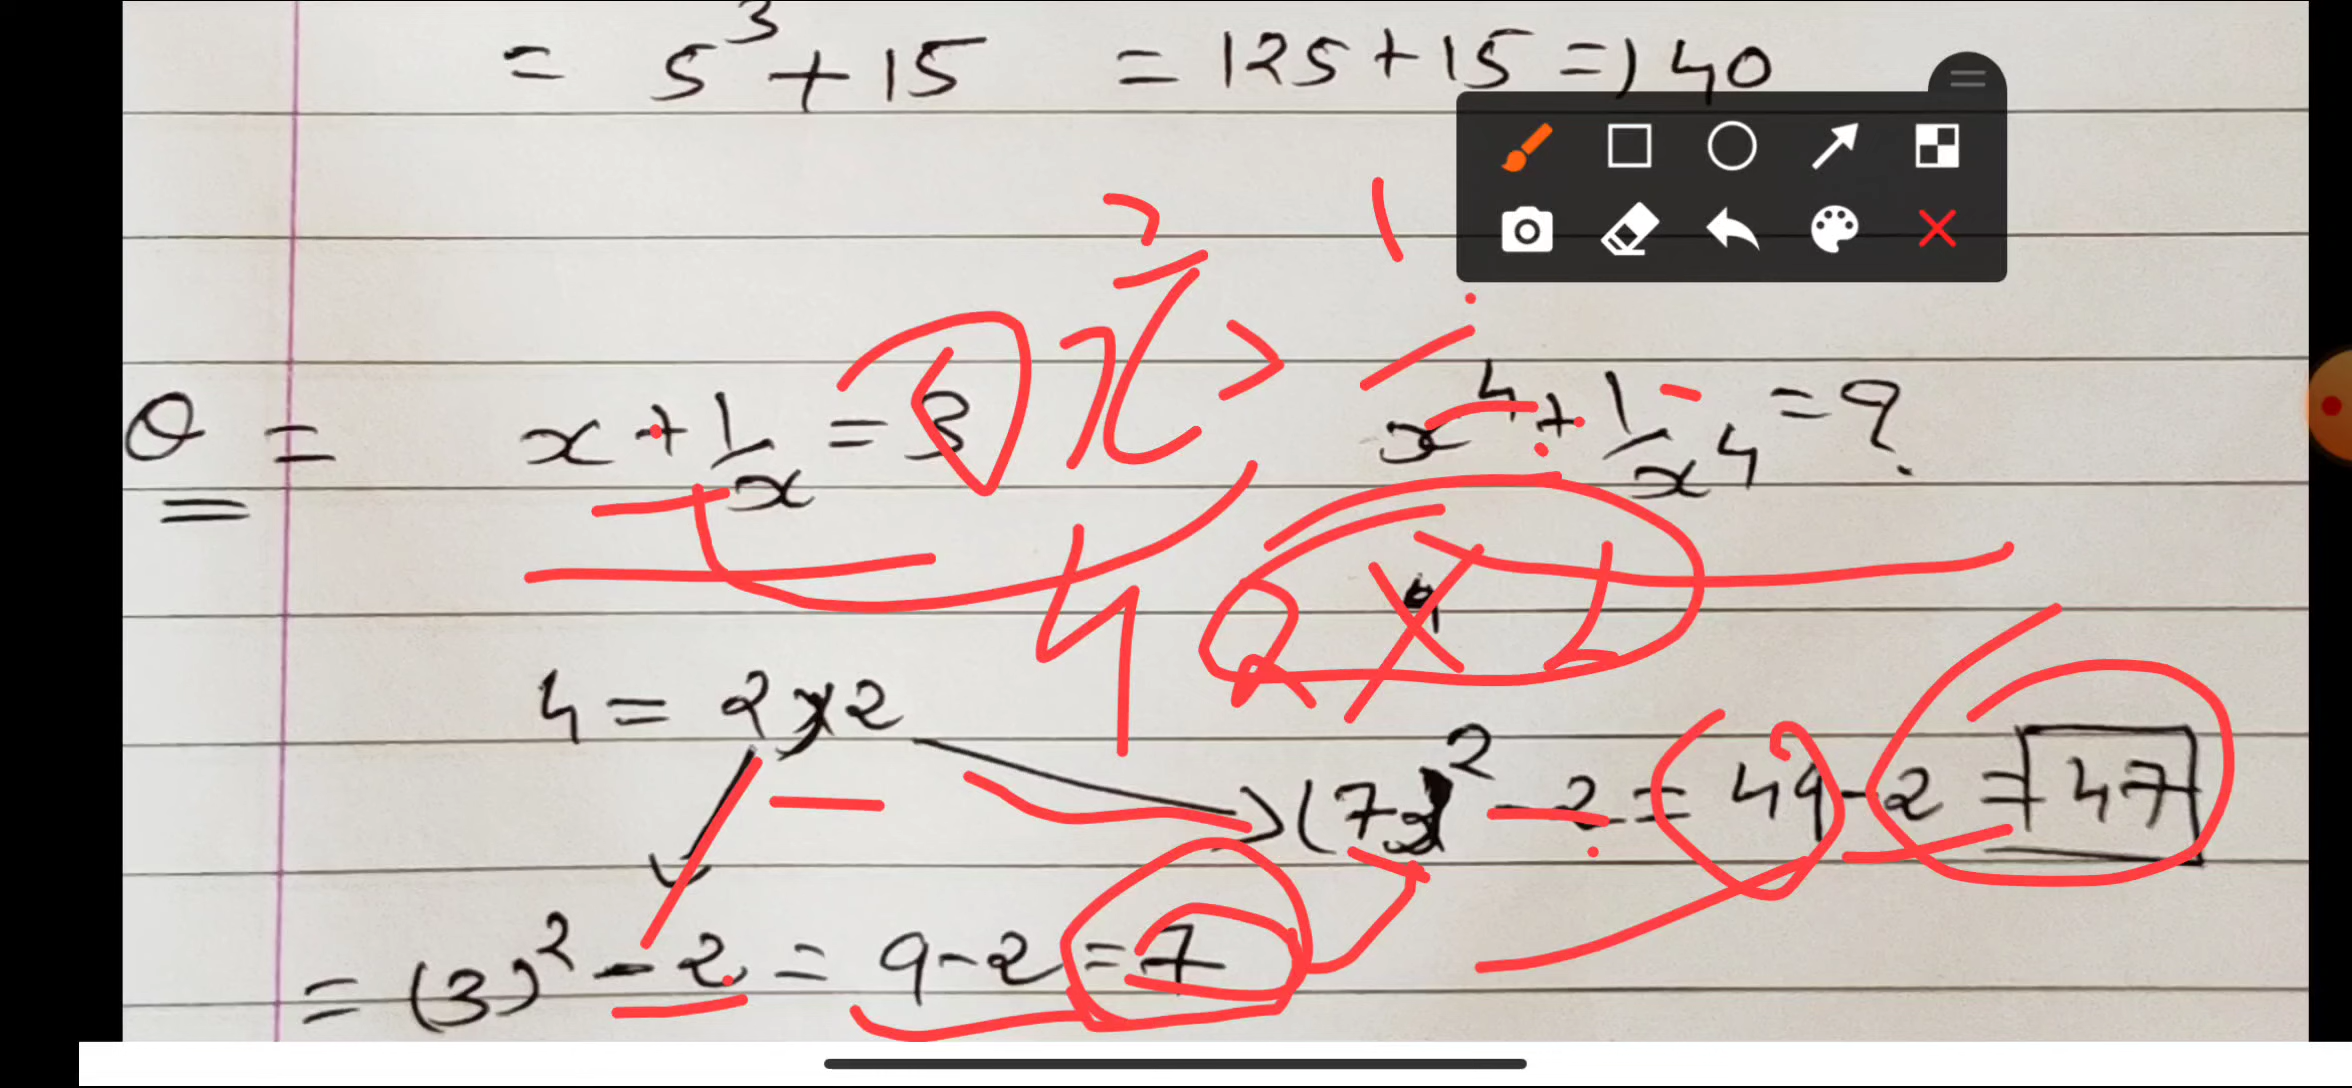 = 5³ + 15 = 125 + 15 = 140
Q = x + 1/x = 3 x⁴ + 1/x⁴ = ?
4 = 2 × 2
(7)² - 2 = 49 - 2 = 47
= (3)² - 2 = 9 - 2 = 7